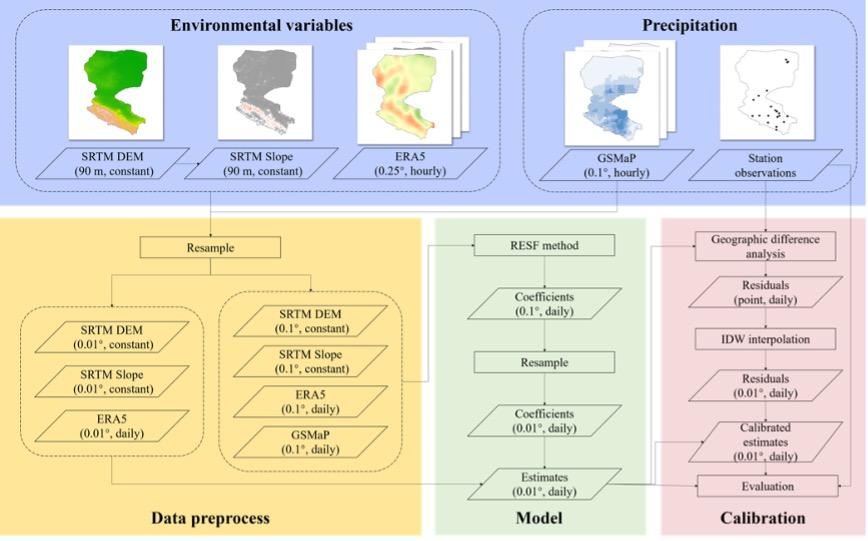 Environmental variables
SRTM DEM
(90 m, constant)
SRTM Slope
(90 m, constant)
ERA5
(0.25°, hourly)
Precipitation
GSMaP
(0.1°, hourly)
Station
observations
Resample
SRTM DEM
(0.01°, constant)
SRTM Slope
(0.01°, constant)
ERA5
(0.01°, daily)
SRTM DEM
(0.1°, constant)
SRTM Slope
(0.1°, constant)
ERA5
(0.1°, daily)
GSMaP
(0.1°, daily)
Data preprocess
RESF method
Coefficients
(0.1°, daily)
Resample
Coefficients
(0.01°, daily)
Estimates
(0.01°, daily)
Model
Geographic difference
analysis
Residuals
(point, daily)
IDW interpolation
Residuals
(0.01°, daily)
Calibrated
estimates
(0.01°, daily)
Evaluation
Calibration